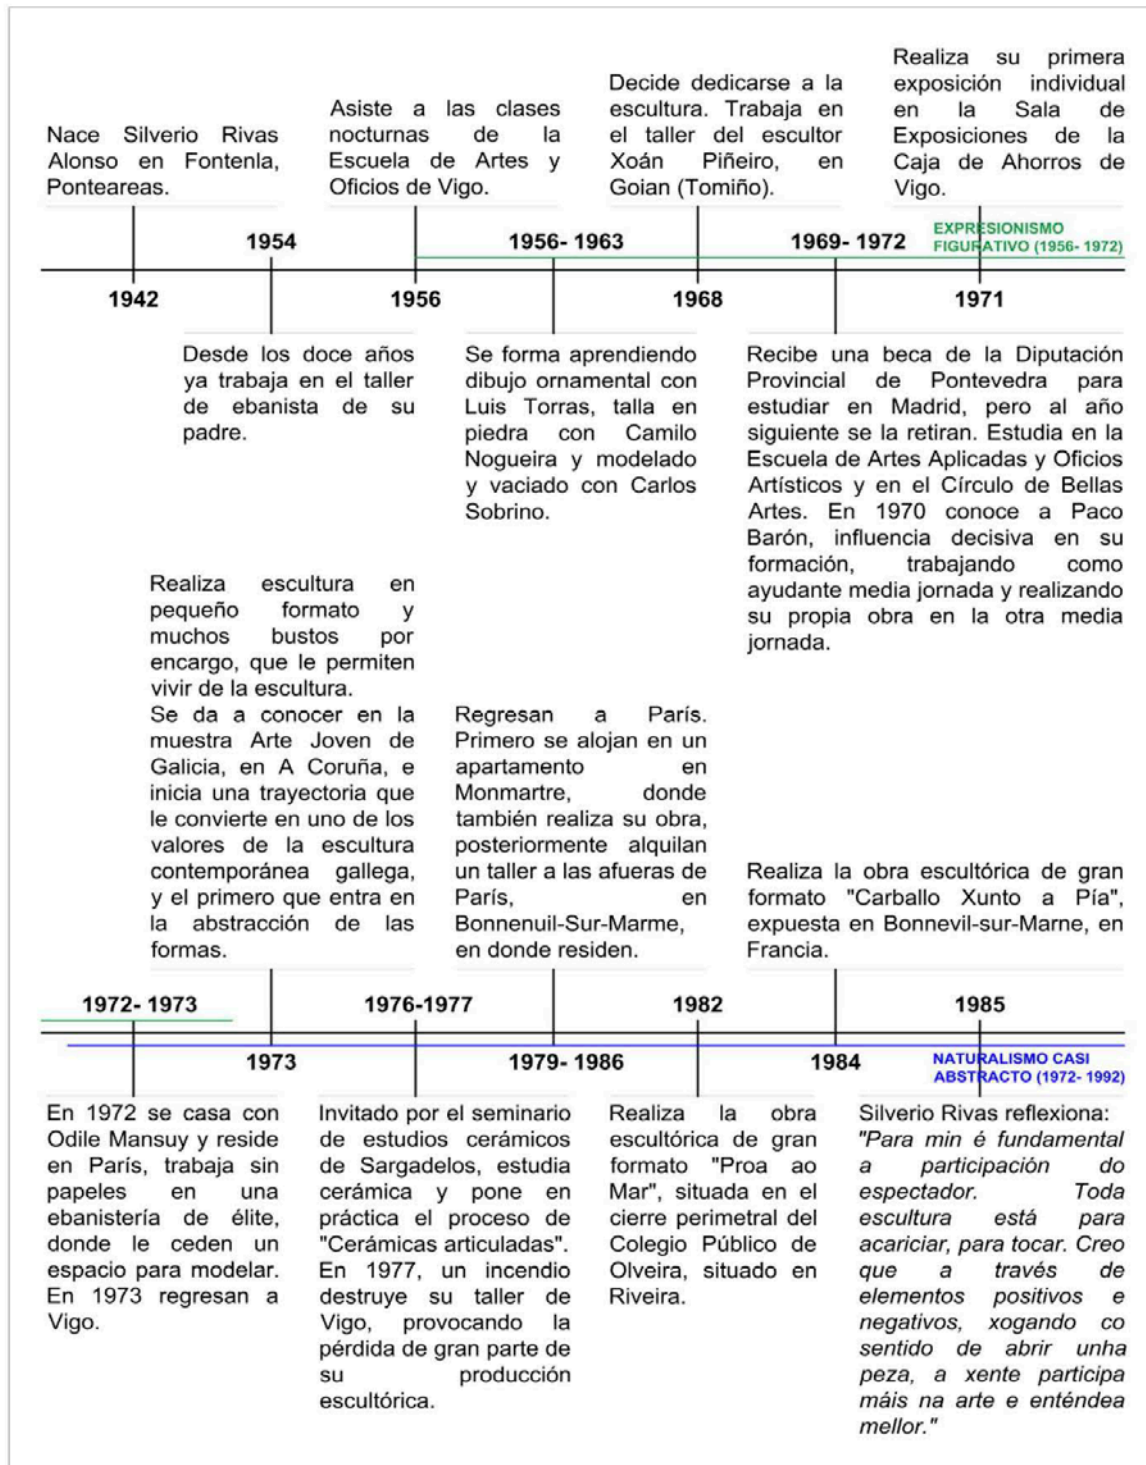 Nace Silverio Rivas
Alonso en Fontenla,
Ponteareas.
Asiste a las clases
nocturnas de la
Escuela de Artes y
Oficios de Vigo.
Decide dedicarse a la
escultura. Trabaja en
el taller del escultor
Xoán Piñeiro, en
Goian (Tomiño).
Realiza su primera
exposición individual
en la Sala de
Exposiciones de la
Caja de Ahorros de
Vigo.
1954
1956- 1963
1969- 1972
EXPRESIONISMO
FIGURATIVO (1956- 1972)
1942
1956
1968
1971
Desde los doce años
ya trabaja en el taller
de ebanista de su
padre.
Se forma aprendiendo
dibujo ornamental con
Luis Torras, talla en
piedra con Camilo
Nogueira y modelado
y vaciado con Carlos
Sobrino.
Recibe una beca de la Diputación
Provincial de Pontevedra para
estudiar en Madrid, pero al año
siguiente se la retiran. Estudia en la
Escuela de Artes Aplicadas y Oficios
Artísticos y en el Círculo de Bellas
Artes. En 1970 conoce a Paco
Barón, influencia decisiva en su
formación, trabajando como
ayudante media jornada y realizando
su propia obra en la otra media
jornada.
Realiza escultura en
pequeño formato y
muchos bustos por
encargo, que le permiten
vivir de la escultura.
Se da a conocer en la
muestra Arte Joven de
Galicia, en A Coruña, e
inicia una trayectoria que
le convierte en uno de los
valores de la escultura
contemporánea gallega,
y el primero que entra en
la abstracción de las
formas.
Regresan a París.
Primero se alojan en un
apartamento en
Monmartre, donde
también realiza su obra,
posteriormente alquilan
un taller a las afueras de
París, en
Bonnenuil-Sur-Marme,
en donde residen.
Realiza la obra escultórica de gran
formato "Carballo Xunto a Pía",
expuesta en Bonnevil-sur-Marne, en
Francia.
1972- 1973
1976-1977
1982
1985
1973
1979- 1986
1984
NATURALISMO CASI
ABSTRACTO (1972- 1992)
En 1972 se casa con
Odile Mansuy y reside
en París, trabaja sin
papeles en una
ebanistería de élite,
donde le ceden un
espacio para modelar.
En 1973 regresan a
Vigo.
Invitado por el seminario
de estudios cerámicos
de Sargadelos, estudia
cerámica y pone en
práctica el proceso de
"Cerámicas articuladas".
En 1977, un incendio
destruye su taller de
Vigo, provocando la
pérdida de gran parte de
su producción
escultórica.
Realiza la obra
escultórica de gran
formato "Proa ao
Mar", situada en el
cierre perimetral del
Colegio Público de
Olveira, situado en
Riveira.
Silverio Rivas reflexiona:
"Para min é fundamental
a participación do
espectador. Toda
escultura está para
acariciar, para tocar. Creo
que a través de
elementos positivos e
negativos, xogando co
sentido de abrir unha
peza, a xente participa
máis na arte e enténdea
mellor."